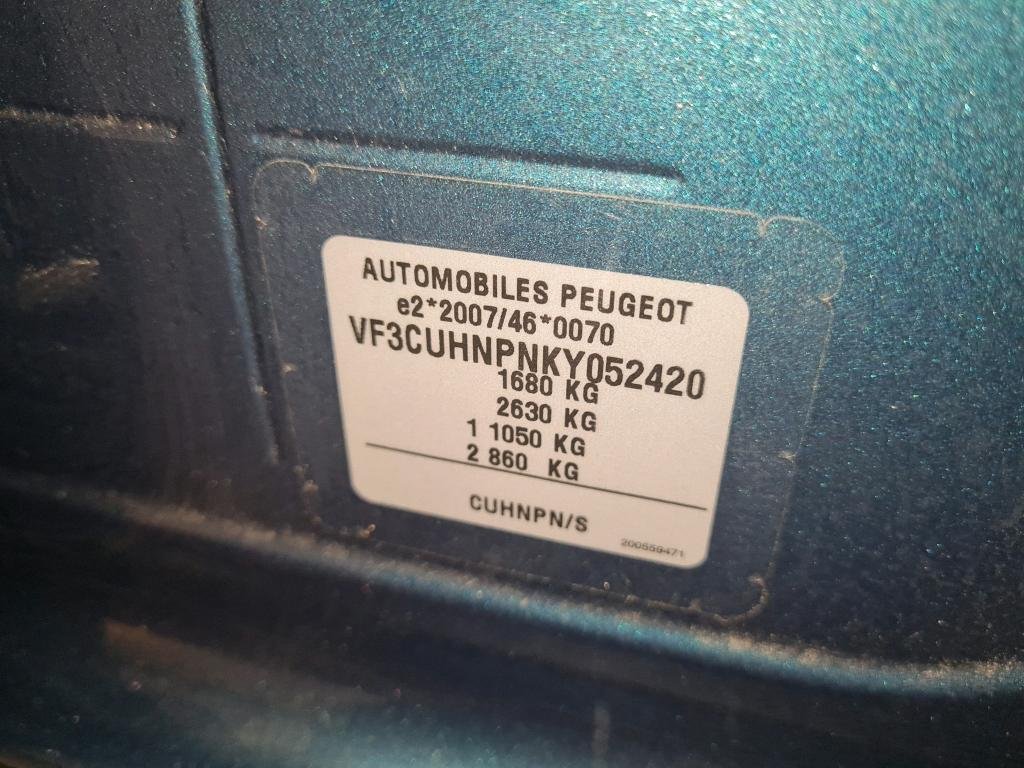 AUTOMOBILES PEUGEOT
e2*2007/46*0070
VF3CUHNPNKY052420
1680 KG
2630 KG
1 1050 KG
2 860 KG
CUHNPN/S
200559471